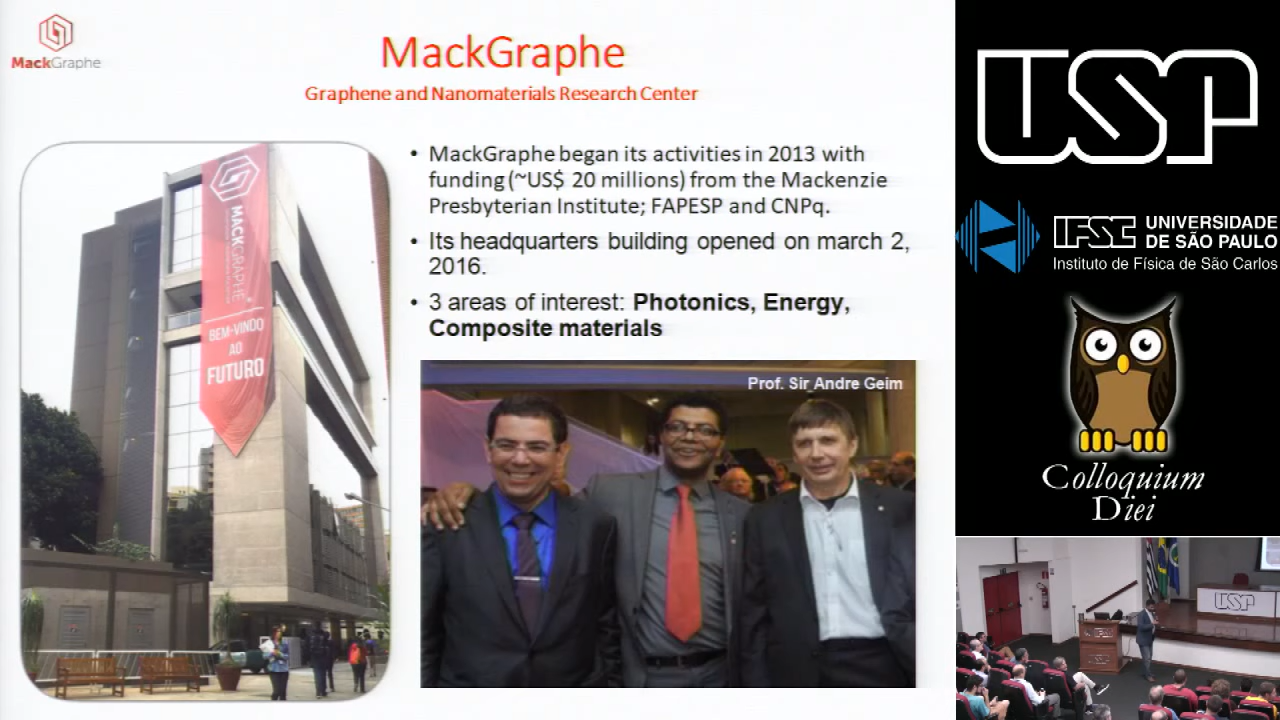 MackGraphe
MackGraphe
Graphene and Nanomaterials Research Center
• MackGraphe began its activities in 2013 with
funding (~US$ 20 millions) from the Mackenzie
Presbyterian Institute; FAPESP and CNPq.
• Its headquarters building opened on march 2,
2016.
• 3 areas of interest: Photonics, Energy,
Composite materials
MACKGRAPHE
BEM-VINDO
AO
FUTURO
Prof. Sir Andre Geim
USP
IFSC UNIVERSIDADE
DE SÃO PAULO
Instituto de Física de São Carlos
Colloquium
Diei
USP